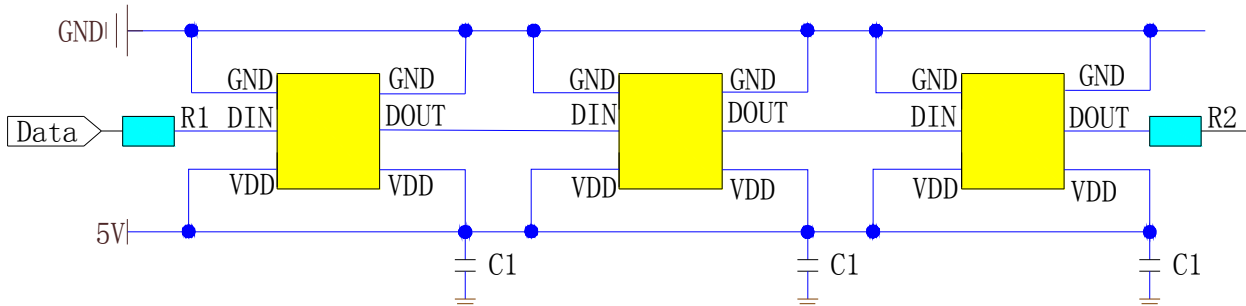 GND
GND GND GND GND GND GND
Data R1 DIN DOUT DIN DOUT DIN DOUT R2
VDD VDD VDD VDD VDD VDD
5V
C1 C1 C1